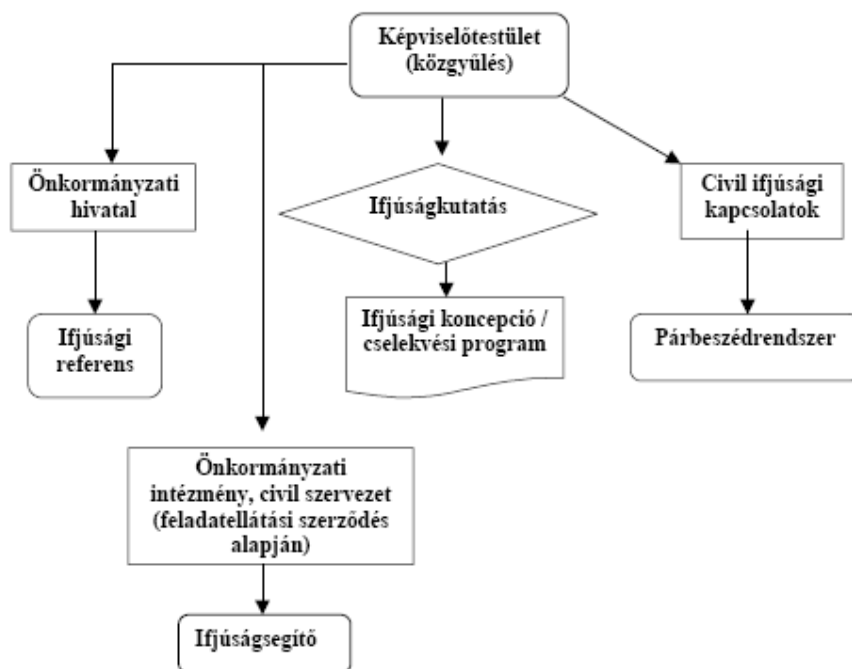 Képviselőtestület
(közgyűlés)
Önkormányzati
hivatal
Ifjúságkutatás
Civil ifjúsági
kapcsolatok
Ifjúsági
referens
Ifjúsági koncepció /
cselekvési program
Párbeszédrendszer
Önkormányzati
intézmény, civil szervezet
(feladatellátási szerződés
alapján)
Ifjúságsegítő